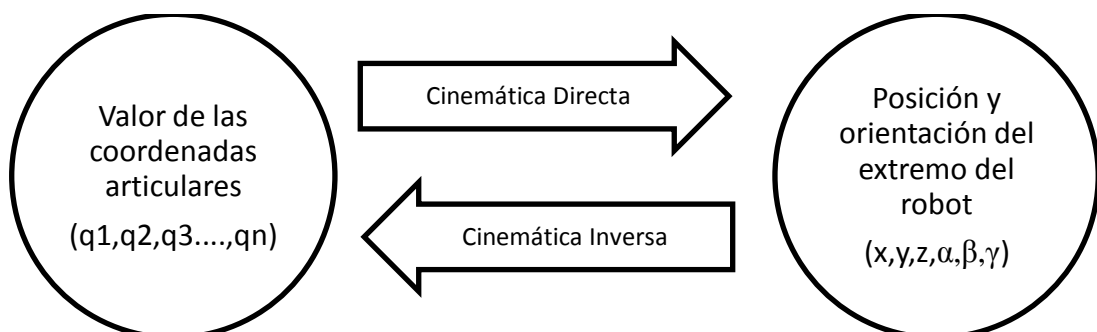 Valor de las
coordenadas
articulares
(q1,q2,q3....,qn)
Cinemática Directa
Cinemática Inversa
Posición y
orientación del
extremo del
robot
(x,y,z,α,β,γ)